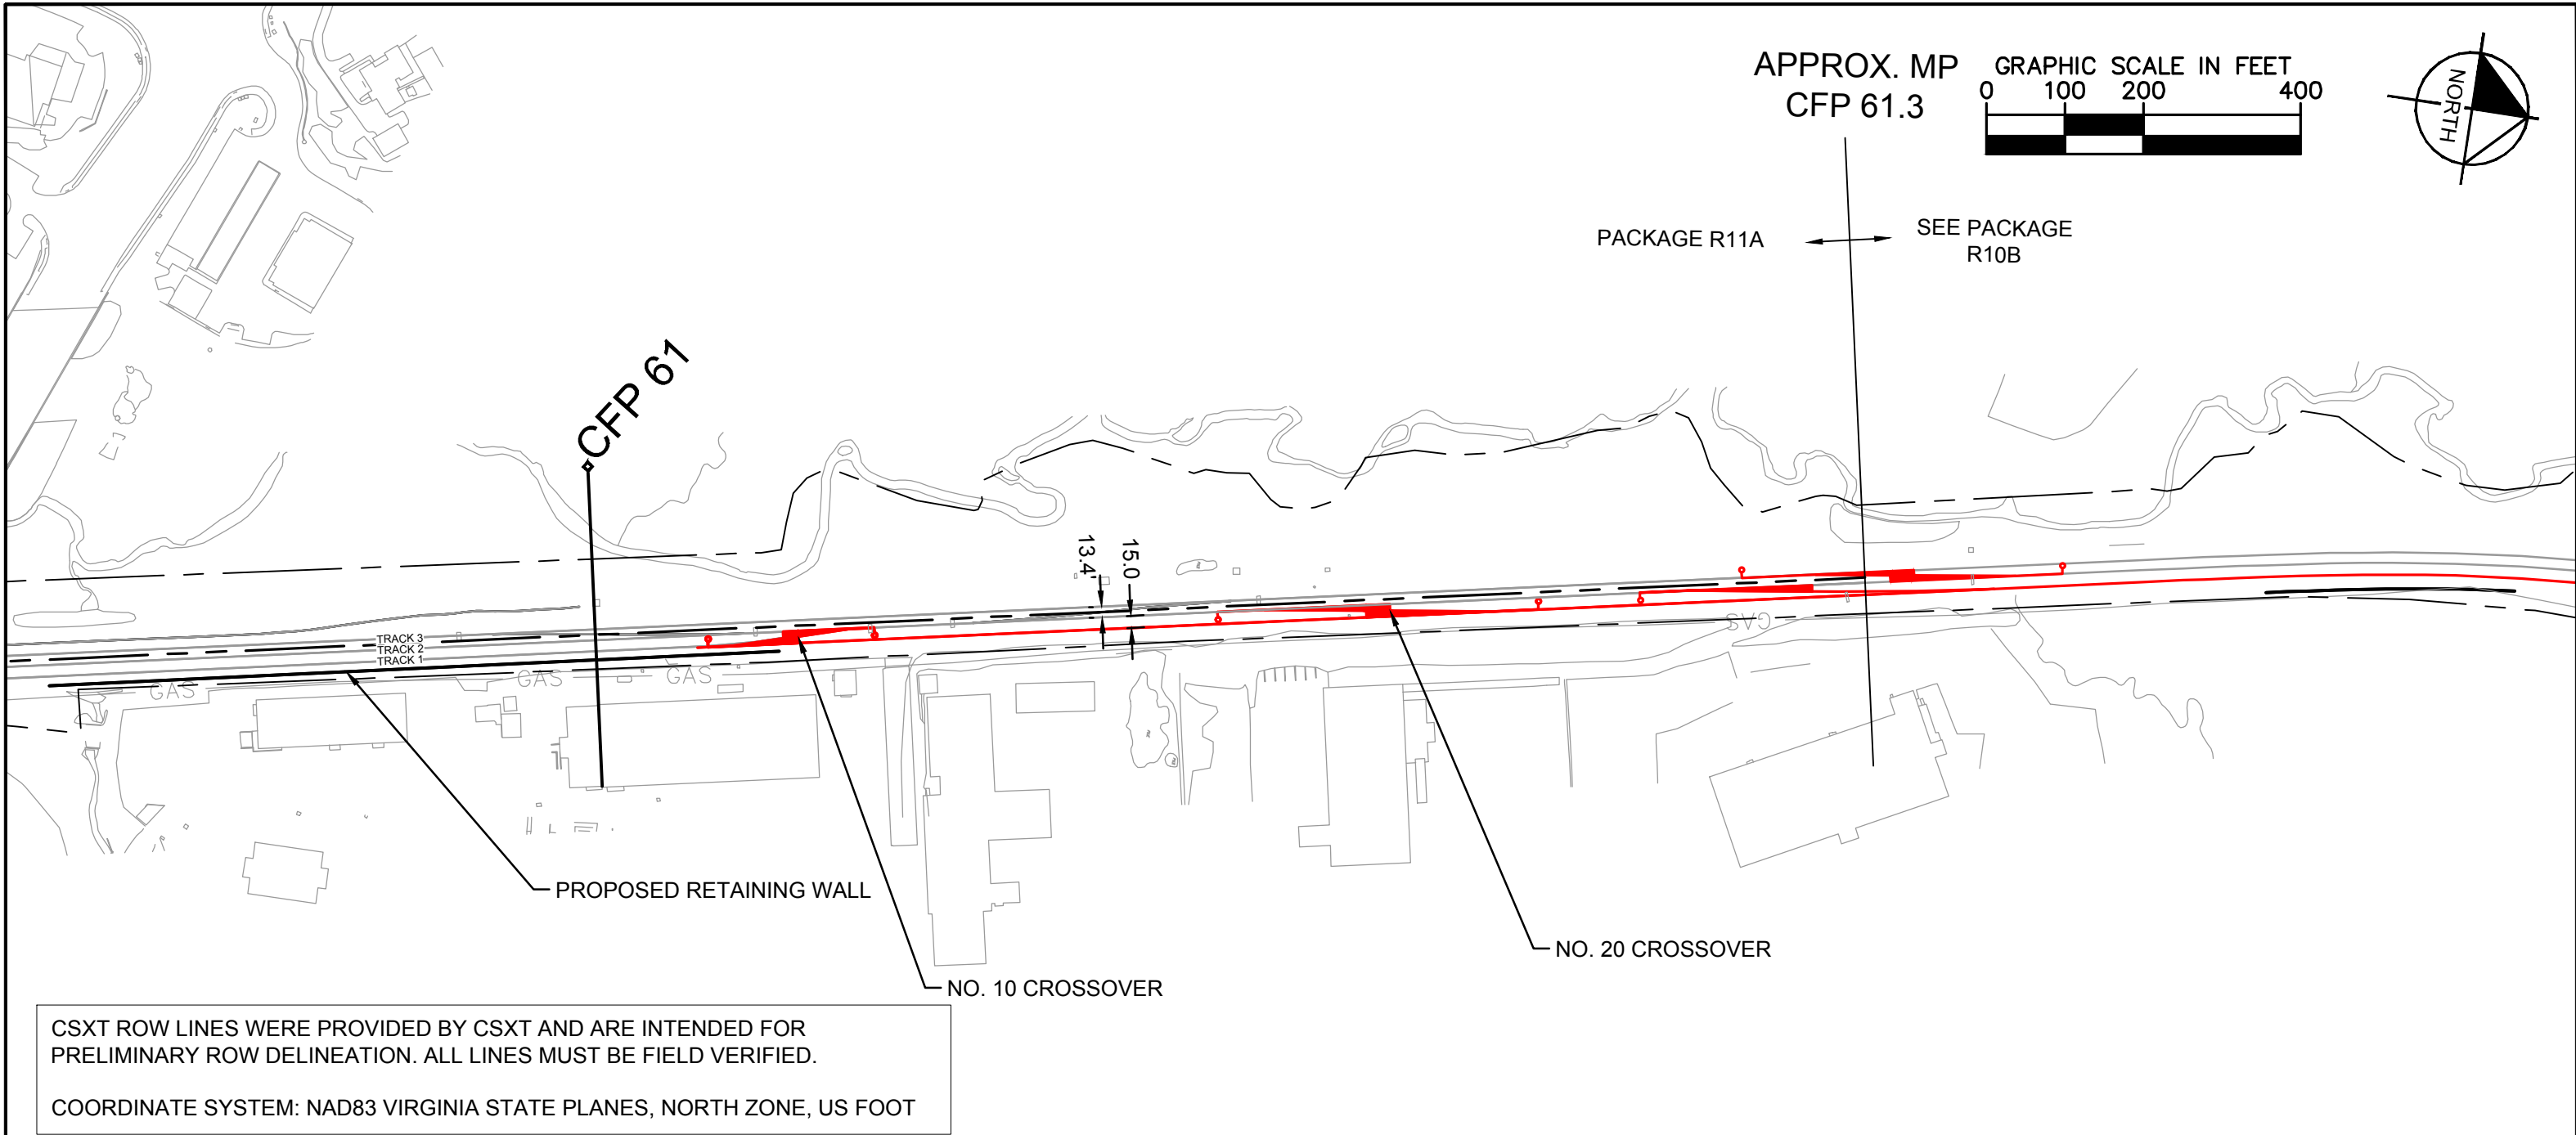 APPROX. MP
CFP 61.3
GRAPHIC SCALE IN FEET
0 100 200 400
NORTH
PACKAGE R11A
SEE PACKAGE
R10B
CFP 61
13.4'
15.0
TRACK 3
TRACK 2
TRACK 1
GAS
GAS
GAS
GAS
PROPOSED RETAINING WALL
NO. 10 CROSSOVER
NO. 20 CROSSOVER
CSXT ROW LINES WERE PROVIDED BY CSXT AND ARE INTENDED FOR
PRELIMINARY ROW DELINEATION. ALL LINES MUST BE FIELD VERIFIED.
COORDINATE SYSTEM: NAD83 VIRGINIA STATE PLANES, NORTH ZONE, US FOOT